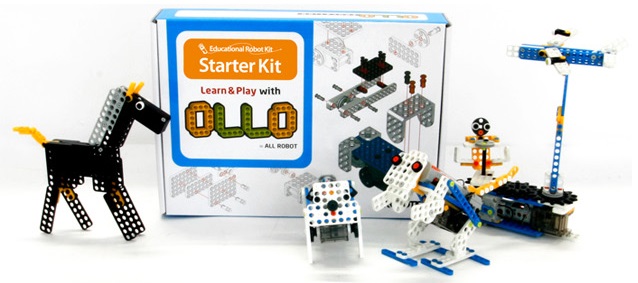 Educational Robot Kit
Starter Kit
Learn & Play with
OLLO
~ ALL ROBOT